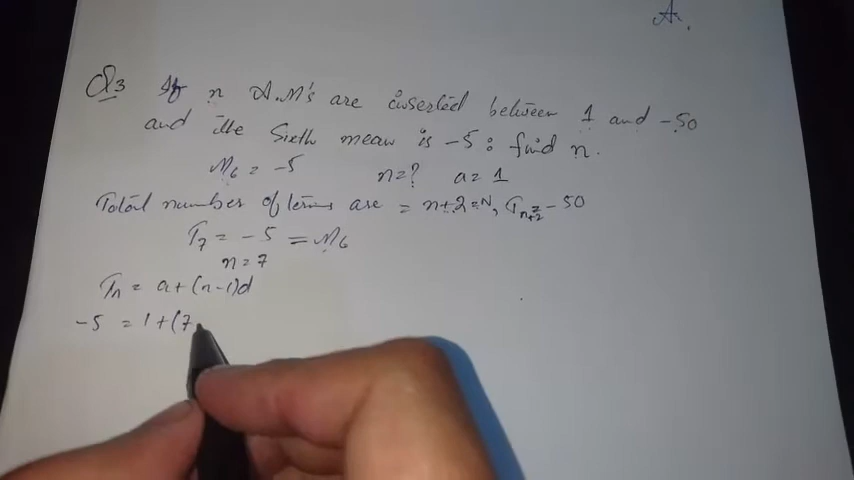 A.
Q3 If n A.M's are inserted between 1 and -50
and the Sixth mean is -5 : find n.
M6 = -5 n=? a= 1
Total number of terms are = n+2 =N, Tn+2 = -50
T7 = -5 = M6
n=7
Tn = a+(n-1)d
-5 = 1+(7